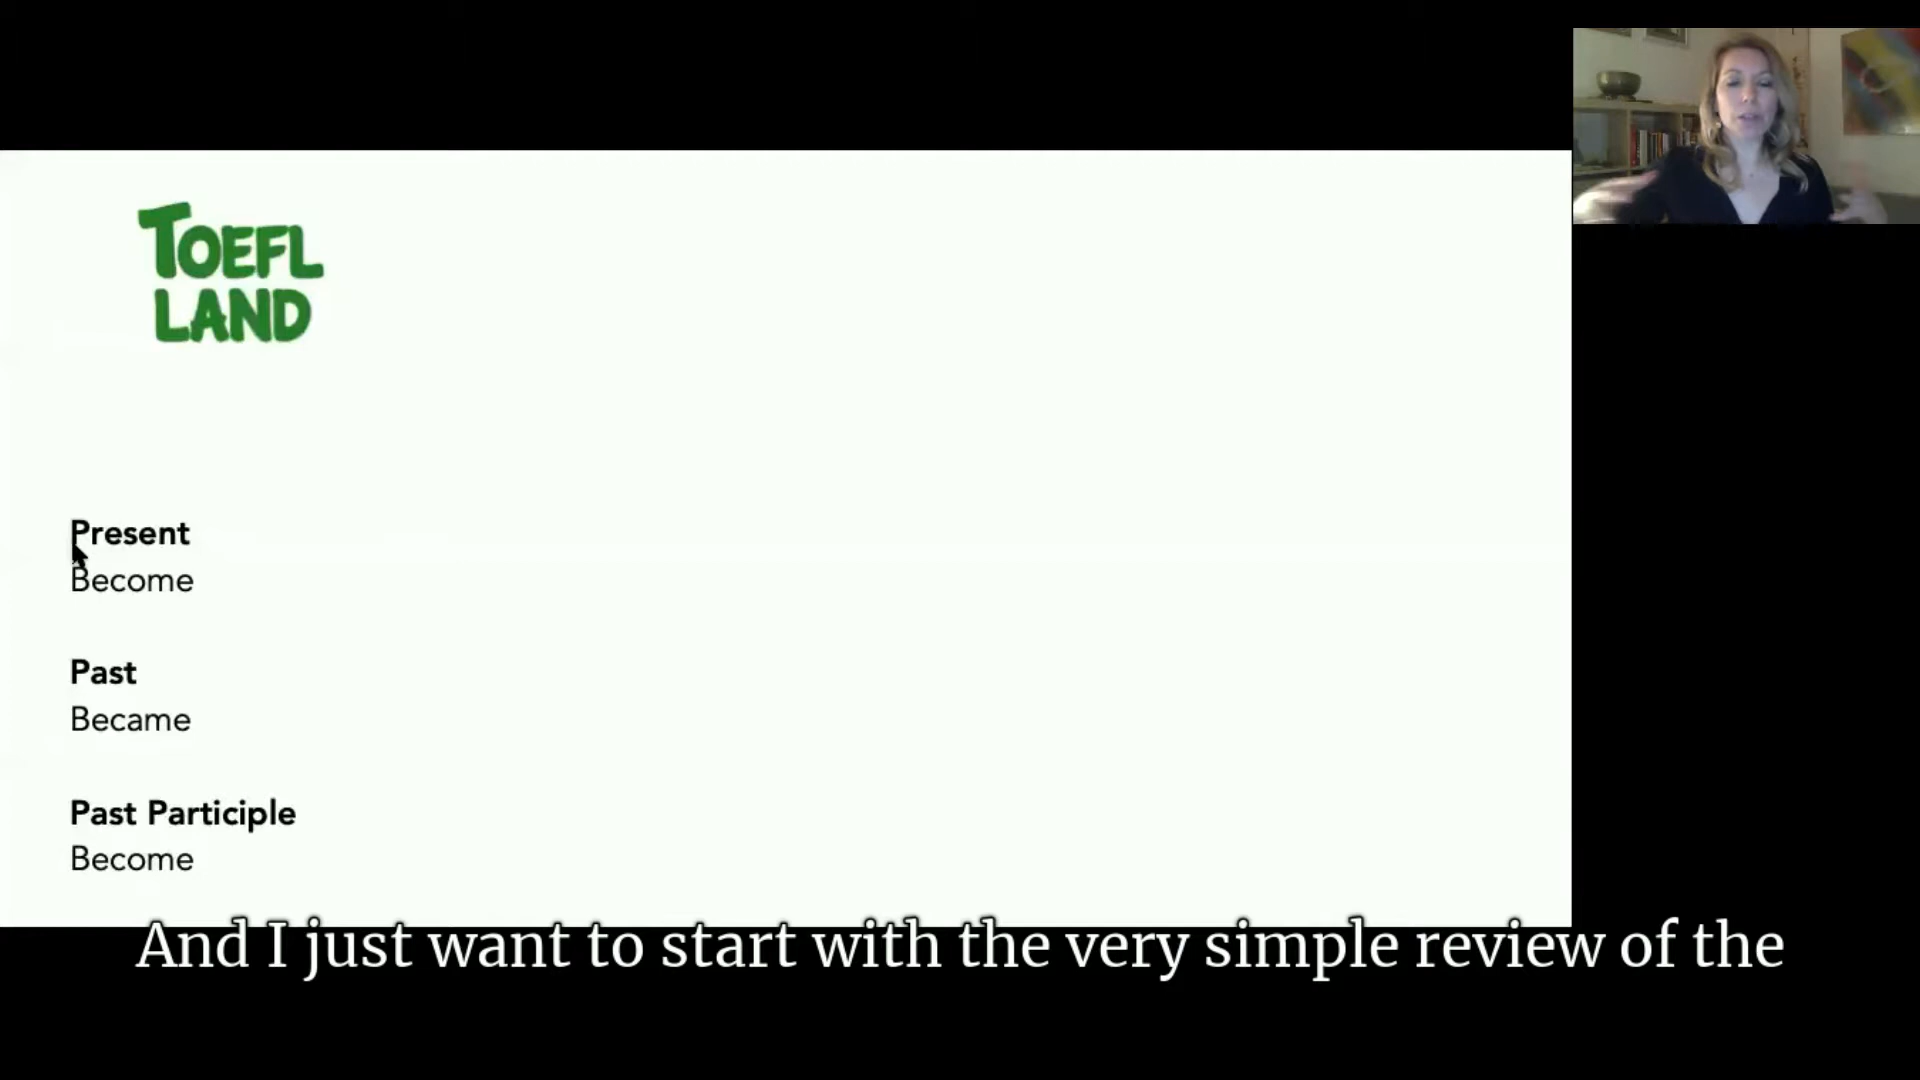 TOEFL
LAND
Present
Become
Past
Became
Past Participle
Become
And I just want to start with the very simple review of the